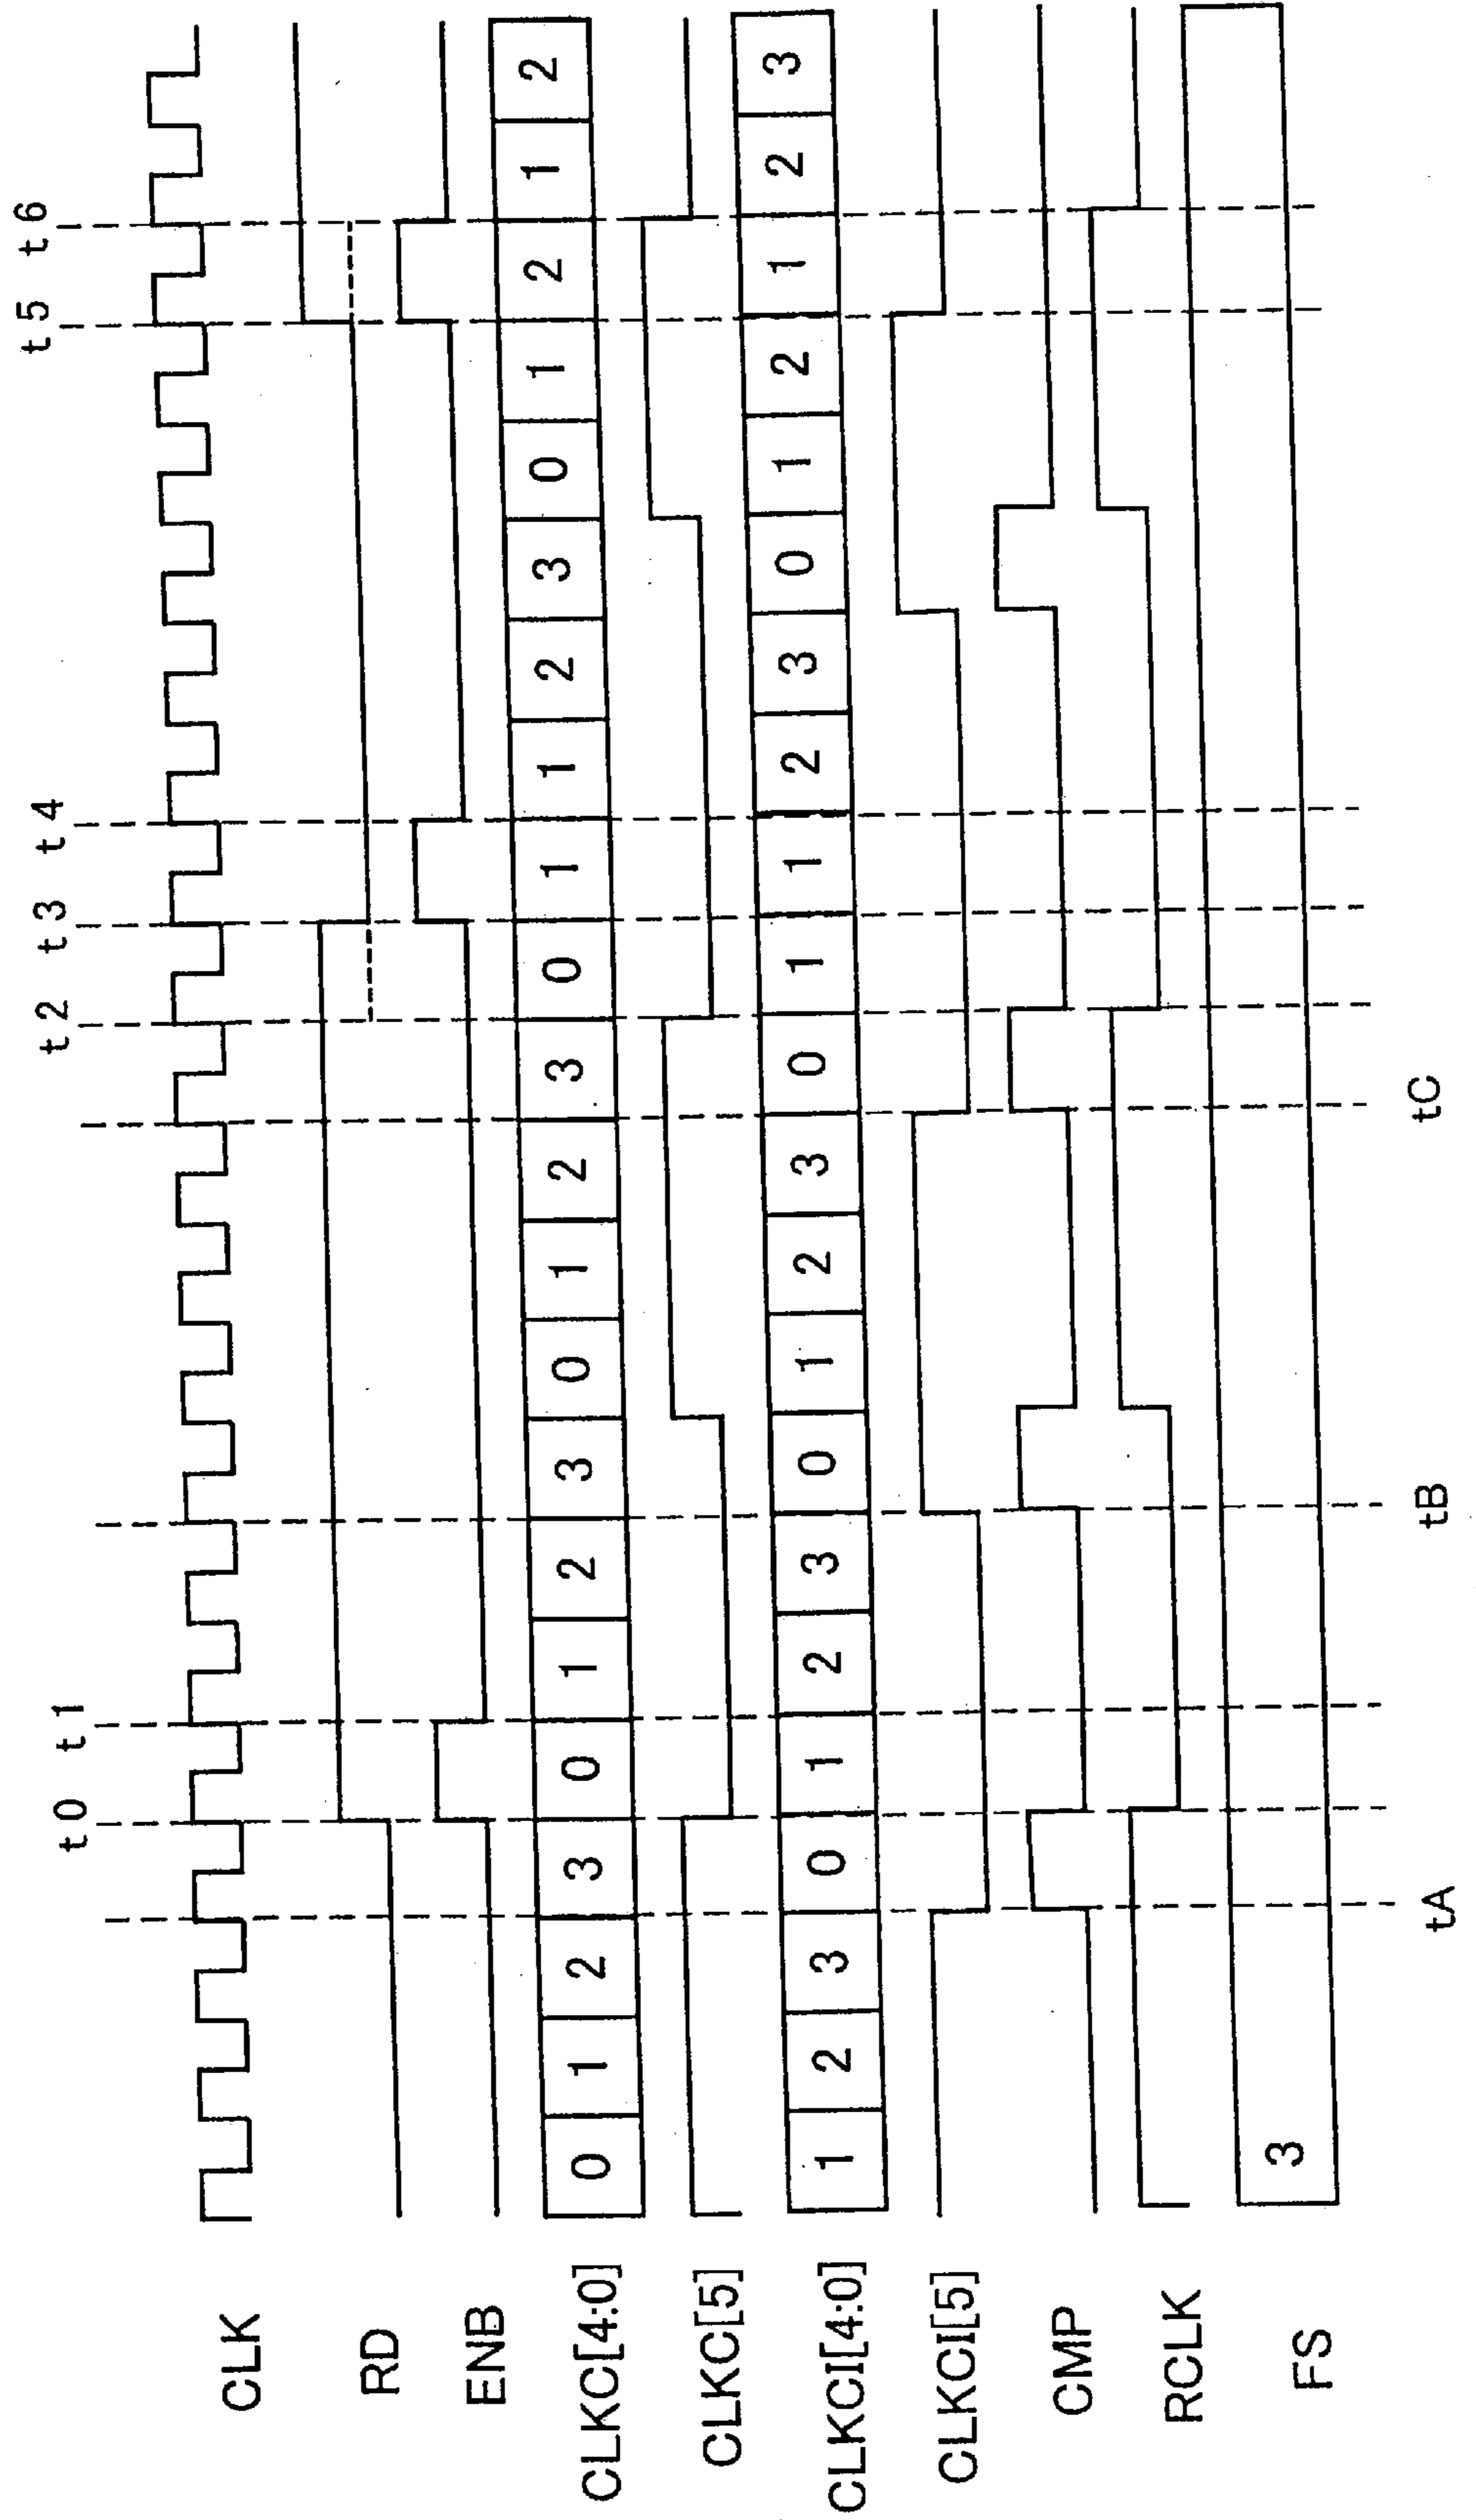 t0 t1 t2 t3 t4 t5 t6
CLK
RD
ENB
CLKC[4:0] 0 1 2 3 0 1 2 3 0 1 2 3 0 1 1 2 3 0 1 2 1 2
CLKC[5]
CLKCI[4:0] 1 2 3 0 1 2 3 0 1 2 3 0 1 1 2 3 0 1 2 1 2 3
CLKCI[5]
CMP
RCLK
FS 3
tA tB tC